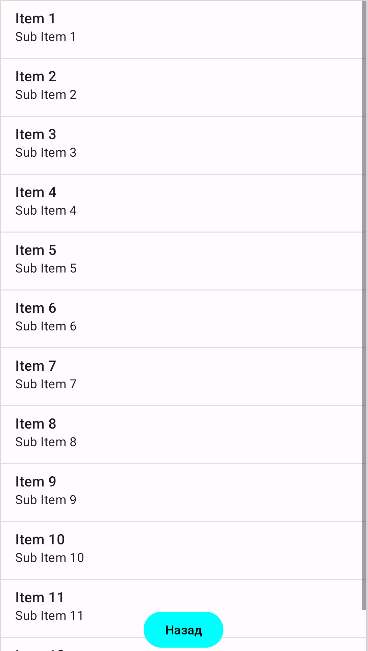 Item 1
Sub Item 1
Item 2
Sub Item 2
Item 3
Sub Item 3
Item 4
Sub Item 4
Item 5
Sub Item 5
Item 6
Sub Item 6
Item 7
Sub Item 7
Item 8
Sub Item 8
Item 9
Sub Item 9
Item 10
Sub Item 10
Item 11
Sub Item 11
Назад